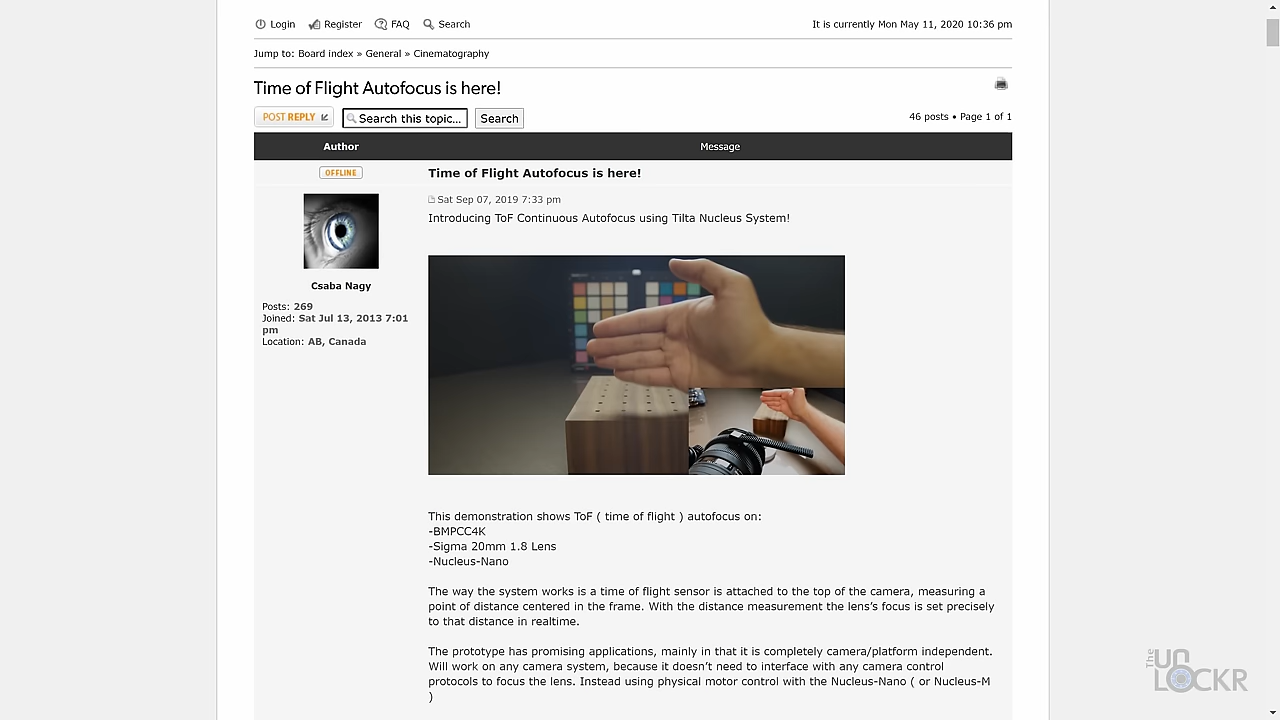 Login Register FAQ Search It is currently Mon May 11, 2020 10:36 pm
Jump to: Board index » General » Cinematography
Time of Flight Autofocus is here!
POST REPLY Search this topic... Search 46 posts • Page 1 of 1
Author Message
OFFLINE Time of Flight Autofocus is here!
Sat Sep 07, 2019 7:33 pm
Introducing ToF Continuous Autofocus using Tilta Nucleus System!
Csaba Nagy
Posts: 269
Joined: Sat Jul 13, 2013 7:01
pm
Location: AB, Canada
This demonstration shows ToF ( time of flight ) autofocus on:
-BMPCC4K
-Sigma 20mm 1.8 Lens
-Nucleus-Nano
The way the system works is a time of flight sensor is attached to the top of the camera, measuring a
point of distance centered in the frame. With the distance measurement the lens’s focus is set precisely
to that distance in realtime.
The prototype has promising applications, mainly in that it is completely camera/platform independent.
Will work on any camera system, because it doesn’t need to interface with any camera control
protocols to focus the lens. Instead using physical motor control with the Nucleus-Nano ( or Nucleus-M
)
The UNLOCKR